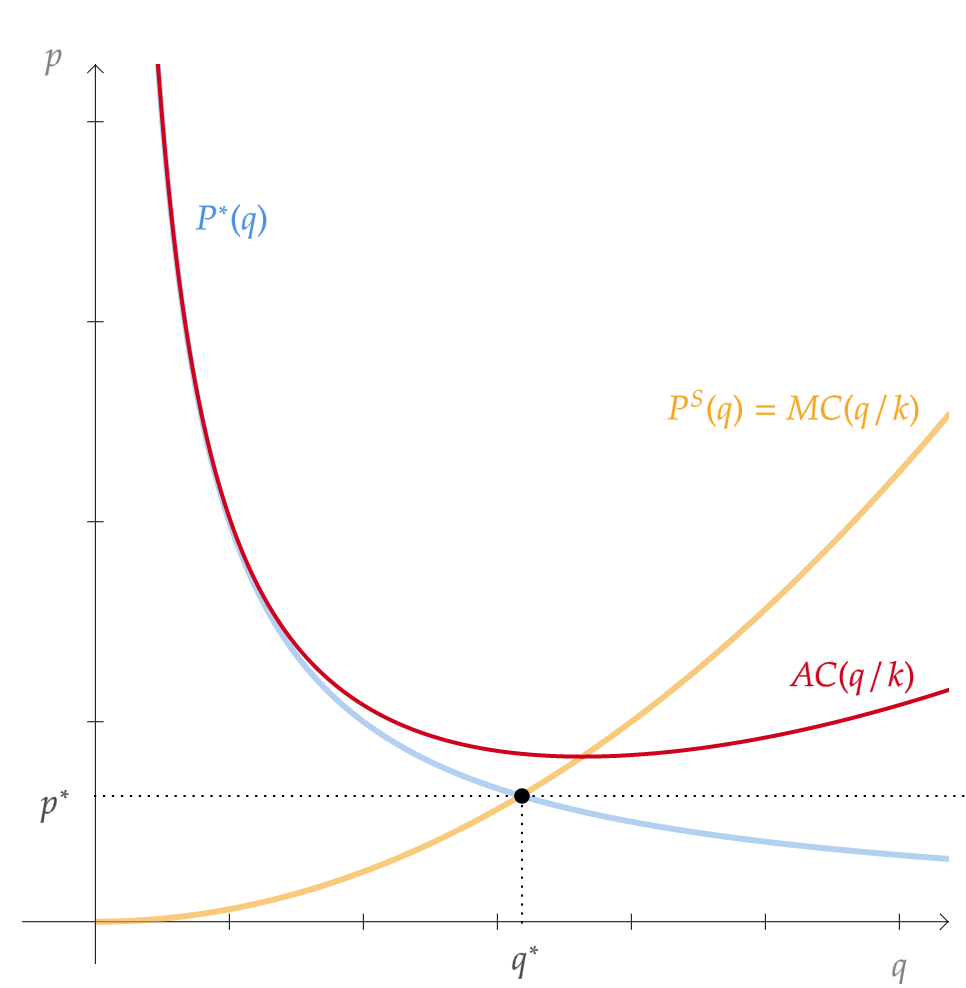 p
P*(q)
P^S(q) = MC(q/k)
AC(q/k)
p*
q*
q